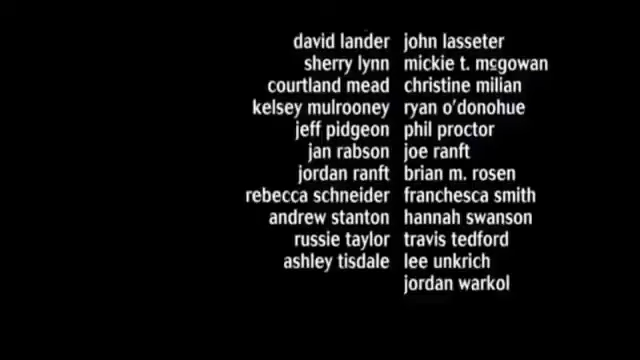 david lander john lasseter
sherry lynn mickie t. mcgowan
courtland mead christine milian
kelsey mulrooney ryan o'donohue
jeff pidgeon phil proctor
jan rabson joe ranft
jordan ranft brian m. rosen
rebecca schneider franchesca smith
andrew stanton hannah swanson
russie taylor travis tedford
ashley tisdale lee unkrich
jordan warkol